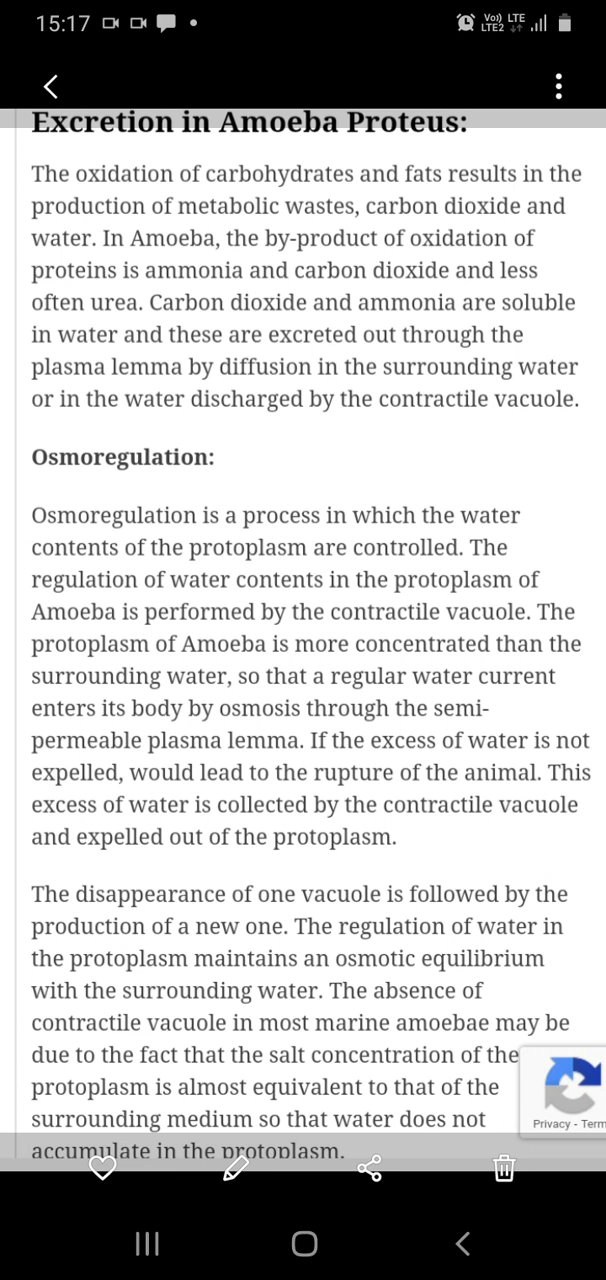 15:17
Vo)) LTE
LTE2
Excretion in Amoeba Proteus:
The oxidation of carbohydrates and fats results in the
production of metabolic wastes, carbon dioxide and
water. In Amoeba, the by-product of oxidation of
proteins is ammonia and carbon dioxide and less
often urea. Carbon dioxide and ammonia are soluble
in water and these are excreted out through the
plasma lemma by diffusion in the surrounding water
or in the water discharged by the contractile vacuole.
Osmoregulation:
Osmoregulation is a process in which the water
contents of the protoplasm are controlled. The
regulation of water contents in the protoplasm of
Amoeba is performed by the contractile vacuole. The
protoplasm of Amoeba is more concentrated than the
surrounding water, so that a regular water current
enters its body by osmosis through the semi-
permeable plasma lemma. If the excess of water is not
expelled, would lead to the rupture of the animal. This
excess of water is collected by the contractile vacuole
and expelled out of the protoplasm.
The disappearance of one vacuole is followed by the
production of a new one. The regulation of water in
the protoplasm maintains an osmotic equilibrium
with the surrounding water. The absence of
contractile vacuole in most marine amoebae may be
due to the fact that the salt concentration of the
protoplasm is almost equivalent to that of the
surrounding medium so that water does not
accumulate in the protoplasm.
Privacy - Term